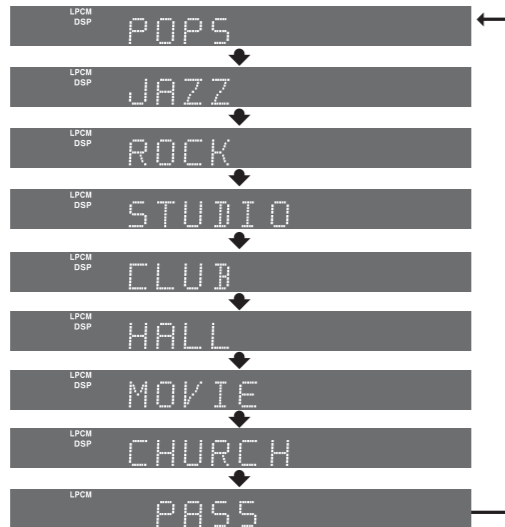 LPCM
DSP
POPS
LPCM
DSP
JAZZ
LPCM
DSP
ROCK
LPCM
DSP
STUDIO
LPCM
DSP
CLUB
LPCM
DSP
HALL
LPCM
DSP
MOVIE
LPCM
DSP
CHURCH
LPCM
PASS